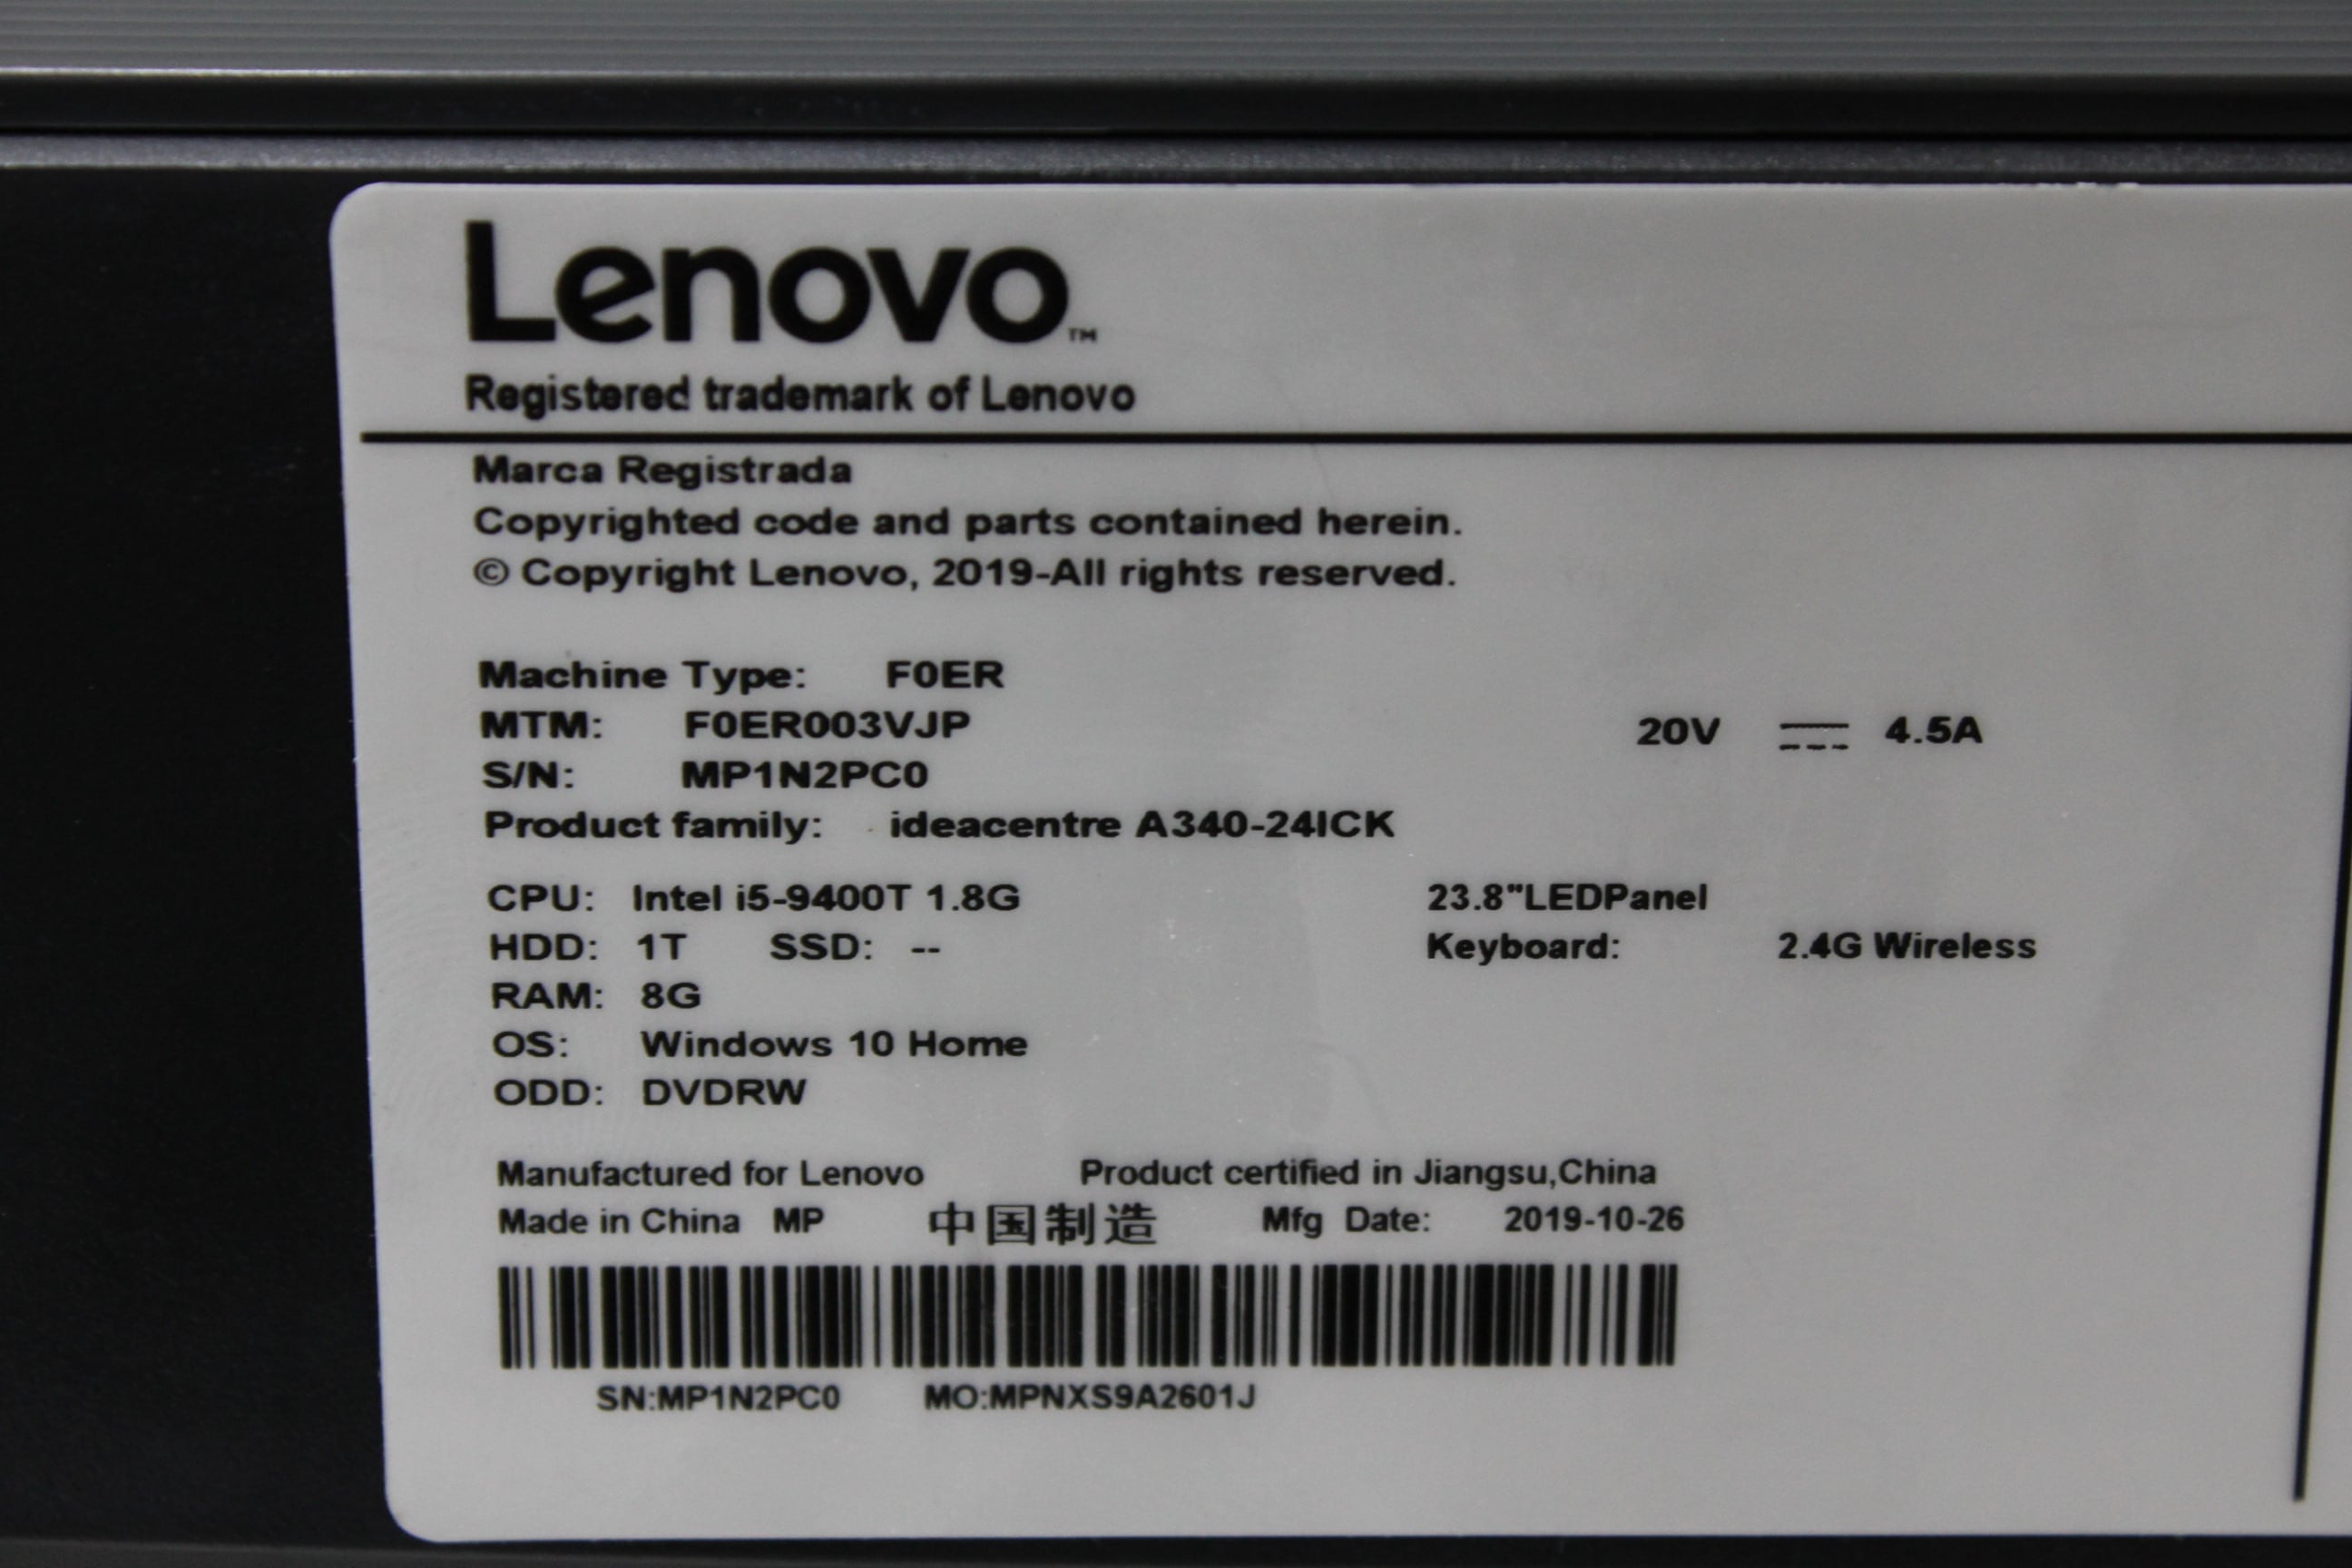 Lenovo™
Registered trademark of Lenovo
Marca Registrada
Copyrighted code and parts contained herein.
© Copyright Lenovo, 2019-All rights reserved.
Machine Type: F0ER
MTM: F0ER003VJP
20V ⎓ 4.5A
S/N: MP1N2PC0
Product family: ideacentre A340-24ICK
CPU: Intel i5-9400T 1.8G
23.8"LEDPanel
HDD: 1T SSD: --
Keyboard: 2.4G Wireless
RAM: 8G
OS: Windows 10 Home
ODD: DVDRW
Manufactured for Lenovo Product certified in Jiangsu,China
Made in China MP 中国制造 Mfg Date: 2019-10-26
SN:MP1N2PC0 MO:MPNXS9A2601J